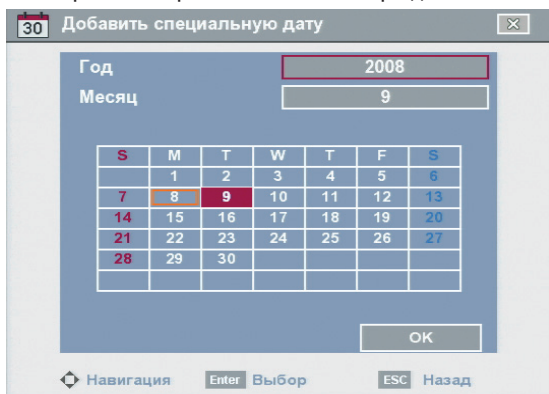 30 Добавить специальную дату
Год 2008
Месяц 9
S M T W T F S
1 2 3 4 5 6
7 8 9 10 11 12 13
14 15 16 17 18 19 20
21 22 23 24 25 26 27
28 29 30
OK
Навигация Enter Выбор ESC Назад